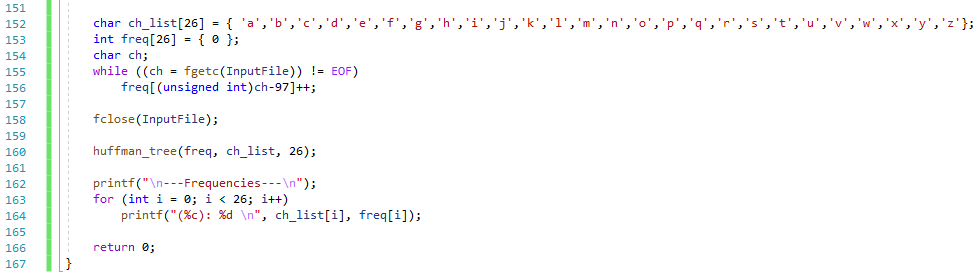 151
152 char ch_list[26] = { 'a','b','c','d','e','f','g','h','i','j','k','l','m','n','o','p','q','r','s','t','u','v','w','x','y','z'};
153 int freq[26] = { 0 };
154 char ch;
155 while ((ch = fgetc(InputFile)) != EOF)
156 freq[(unsigned int)ch-97]++;
157
158 fclose(InputFile);
159
160 huffman_tree(freq, ch_list, 26);
161
162 printf("\n---Frequencies---\n");
163 for (int i = 0; i < 26; i++)
164 printf("(%c): %d \n", ch_list[i], freq[i]);
165
166 return 0;
167 }